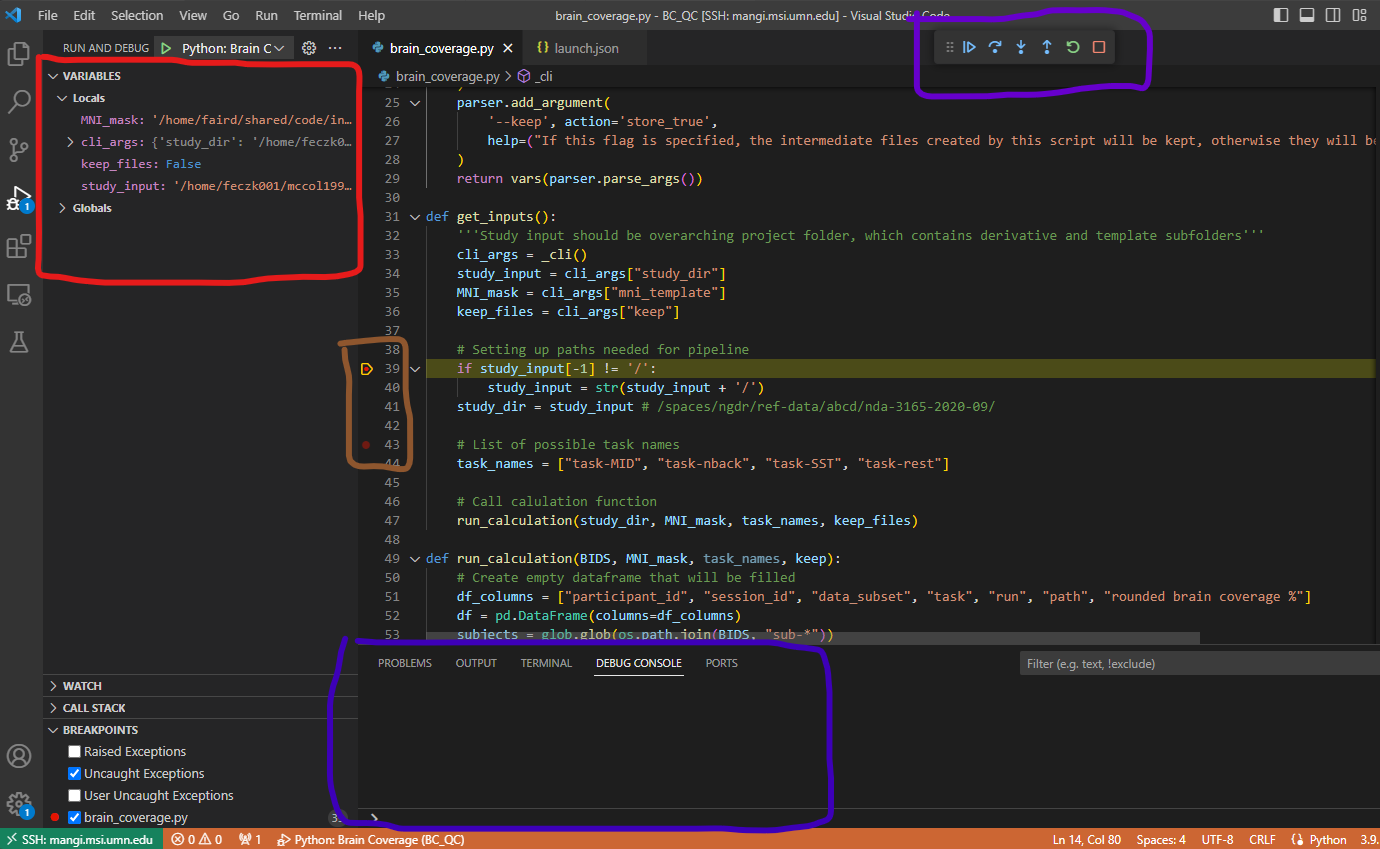 File Edit Selection View Go Run Terminal Help
brain_coverage.py - BC_QC [SSH: mangi.msi.umn.edu] - Visual Studio Code
RUN AND DEBUG Python: Brain C
brain_coverage.py
launch.json
brain_coverage.py > _cli
VARIABLES
Locals
MNI_mask: '/home/faird/shared/code/in...
cli_args: {'study_dir': '/home/feczk0...
keep_files: False
study_input: '/home/feczk001/mccol199...
Globals
1
25 parser.add_argument(
26 '--keep', action='store_true',
27 help=("If this flag is specified, the intermediate files created by this script will be kept, otherwise they will be
28 )
29 return vars(parser.parse_args())
30
31 def get_inputs():
32 '''Study input should be overarching project folder, which contains derivative and template subfolders'''
33 cli_args = _cli()
34 study_input = cli_args["study_dir"]
35 MNI_mask = cli_args["mni_template"]
36 keep_files = cli_args["keep"]
37
38 # Setting up paths needed for pipeline
39 if study_input[-1] != '/':
40 study_input = str(study_input + '/')
41 study_dir = study_input # /spaces/ngdr/ref-data/abcd/nda-3165-2020-09/
42
43 # List of possible task names
44 task_names = ["task-MID", "task-nback", "task-SST", "task-rest"]
45
46 # Call calulation function
47 run_calculation(study_dir, MNI_mask, task_names, keep_files)
48
49 def run_calculation(BIDS, MNI_mask, task_names, keep):
50 # Create empty dataframe that will be filled
51 df_columns = ["participant_id", "session_id", "data_subset", "task", "run", "path", "rounded brain coverage %"]
52 df = pd.DataFrame(columns=df_columns)
53 subjects = glob.glob(os.path.join(BIDS, "sub-*"))
PROBLEMS OUTPUT TERMINAL DEBUG CONSOLE PORTS
Filter (e.g. text, !exclude)
WATCH
CALL STACK
BREAKPOINTS
Raised Exceptions
Uncaught Exceptions
User Uncaught Exceptions
brain_coverage.py
1
SSH: mangi.msi.umn.edu 0 0 1 Python: Brain Coverage (BC_QC) Ln 14, Col 80 Spaces: 4 UTF-8 CRLF Python 3.9.